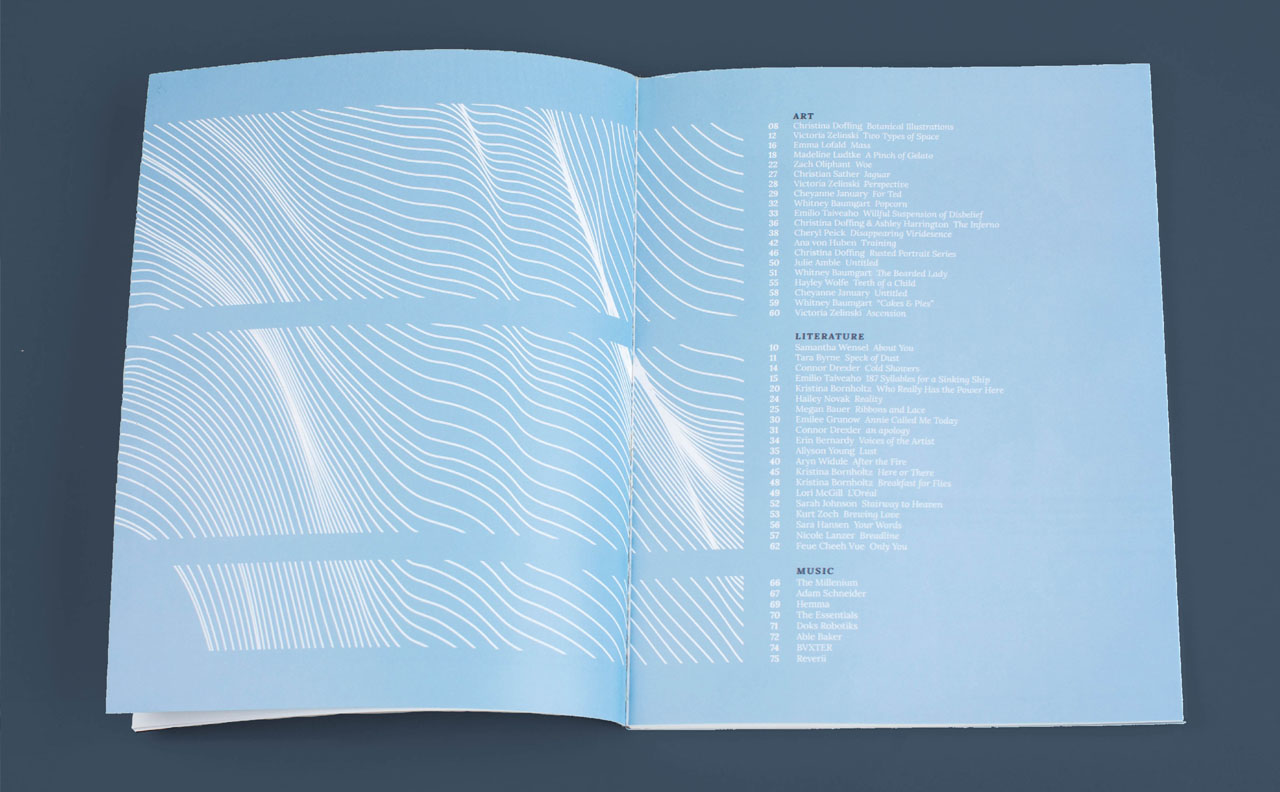 ART
08 Christina Doffing Botanical Illustrations
12 Victoria Zelinski Two Types of Space
16 Emma Lofald Mass
18 Madeline Ludtke A Pinch of Gelato
22 Zach Oliphant Woe
27 Christian Sather Jaguar
28 Victoria Zelinski Perspective
29 Cheyanne January For Ted
32 Whitney Baumgart Popcorn
33 Emilio Taiveaho Willful Suspension of Disbelief
36 Christina Doffing & Ashley Harrington The Inferno
38 Cheryl Peick Disappearing Viridesence
42 Ana von Huben Training
46 Christina Doffing Rusted Portrait Series
50 Julie Amble Untitled
51 Whitney Baumgart The Bearded Lady
55 Hayley Wolfe Teeth of a Child
58 Cheyanne January Untitled
59 Whitney Baumgart "Cakes & Pies"
60 Victoria Zelinski Ascension
LITERATURE
10 Samantha Wensel About You
11 Tara Byrne Speck of Dust
14 Connor Drexler Cold Showers
15 Emilio Taiveaho 187 Syllables for a Sinking Ship
20 Kristina Bornholtz Who Really Has the Power Here
24 Hailey Novak Reality
25 Megan Bauer Ribbons and Lace
30 Emilee Grunow Annie Called Me Today
31 Connor Drexler an apology
34 Erin Bernardy Voices of the Artist
35 Allyson Young Lust
40 Aryn Widule After the Fire
45 Kristina Bornholtz Here or There
48 Kristina Bornholtz Breakfast for Flies
49 Lori McGill L'Oreal
52 Sarah Johnson Stairway to Heaven
53 Kurt Zech Brewing Love
56 Sara Hansen Your Words
57 Nicole Lanzer Breadline
62 Feue Cheeb Vue Only You
MUSIC
66 The Millenium
67 Adam Schneider
69 Hemma
70 The Essentials
71 Doks Robotiks
72 Able Baker
74 BVXTER
75 Reverii